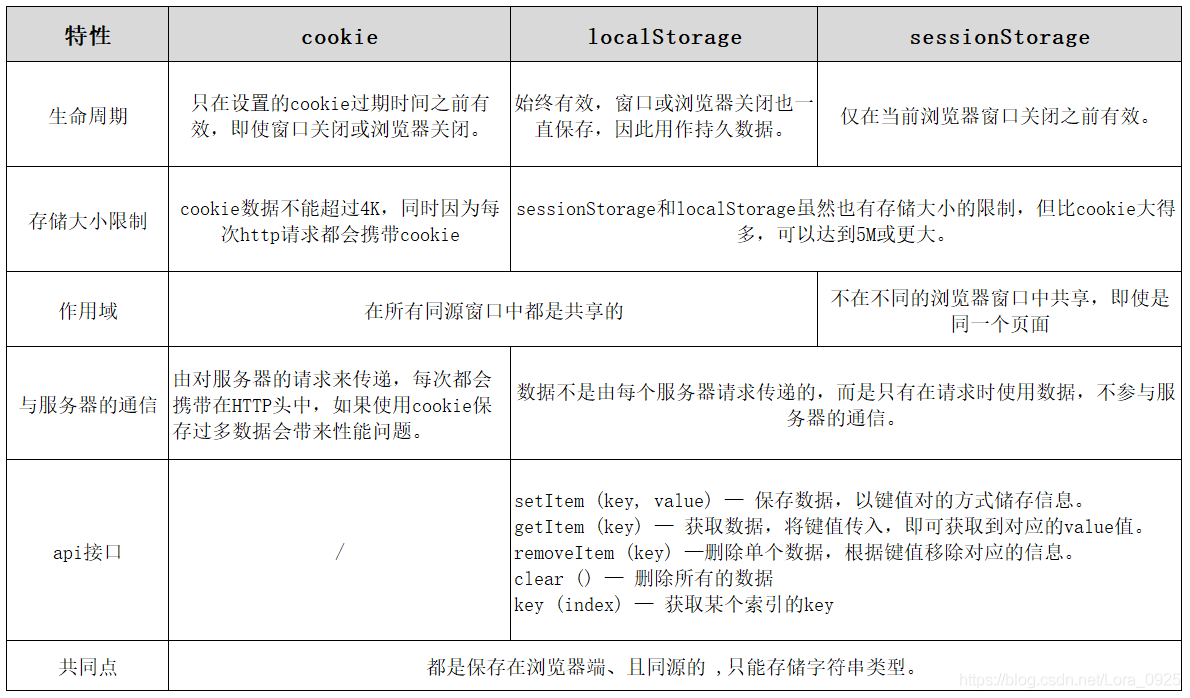 特性
cookie
localStorage
sessionStorage
生命周期
只在设置的cookie过期时间之前有
效，即使窗口关闭或浏览器关闭。
始终有效，窗口或浏览器关闭也一
直保存，因此用作持久数据。
仅在当前浏览器窗口关闭之前有效。
存储大小限制
cookie数据不能超过4K，同时因为每
次http请求都会携带cookie
sessionStorage和localStorage虽然也有存储大小的限制，但比cookie大得
多，可以达到5M或更大。
作用域
在所有同源窗口中都是共享的
不在不同的浏览器窗口中共享，即使是
同一个页面
与服务器的通信
由对服务器的请求来传递，每次都会
携带在HTTP头中，如果使用cookie保
存过多数据会带来性能问题。
数据不是由每个服务器请求传递的，而是只有在请求时使用数据，不参与服
务器的通信。
api接口
/
setItem (key, value) — 保存数据，以键值对的方式储存信息。
getItem (key) — 获取数据，将键值传入，即可获取到对应的value值。
removeItem (key) —删除单个数据，根据键值移除对应的信息。
clear () — 删除所有的数据
key (index) — 获取某个索引的key
共同点
都是保存在浏览器端、且同源的 ,只能存储字符串类型。
https://blog.csdn.net/Lora_0925